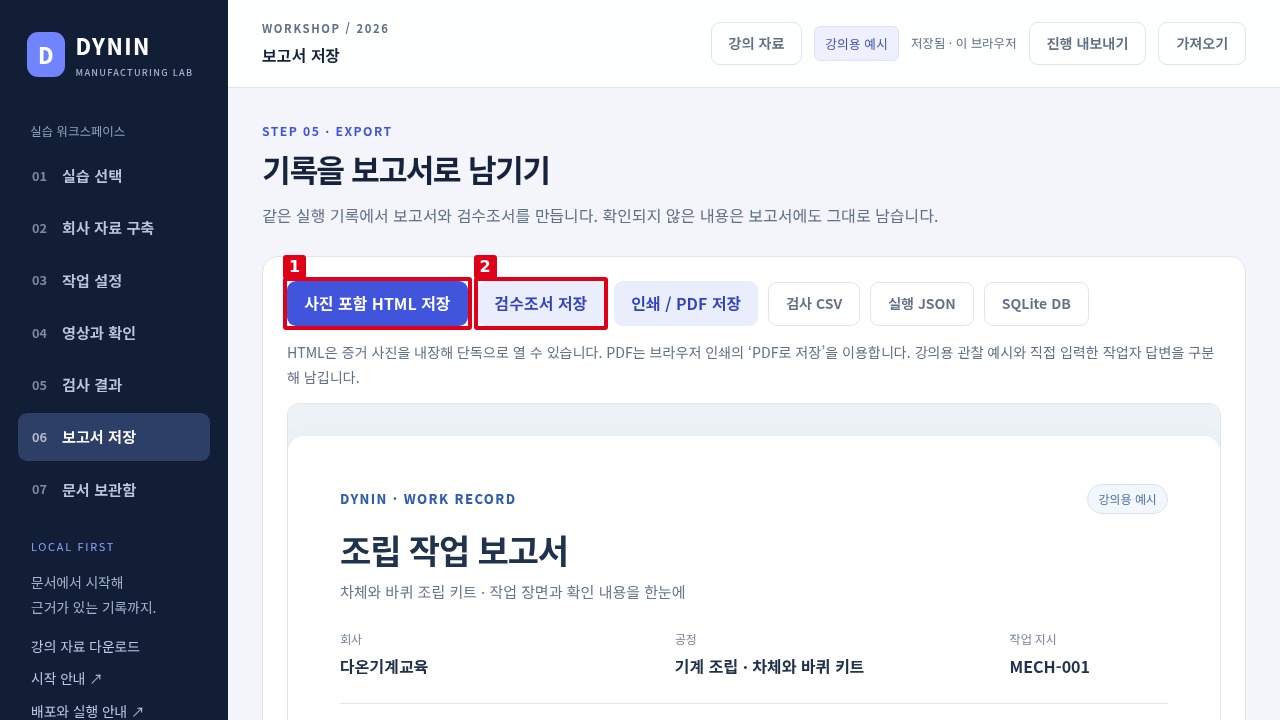 D
DYNIN
MANUFACTURING LAB
실습 워크스페이스
01 실습 선택
02 회사 자료 구축
03 작업 설정
04 영상과 확인
05 검사 결과
06 보고서 저장
07 문서 보관함
LOCAL FIRST
문서에서 시작해
근거가 있는 기록까지.
강의 자료 다운로드
시작 안내 ↗
배포와 실행 안내 ↗
WORKSHOP / 2026
보고서 저장
강의 자료
강의용 예시
저장됨 · 이 브라우저
진행 내보내기
가져오기
STEP 05 · EXPORT
기록을 보고서로 남기기
같은 실행 기록에서 보고서와 검수조서를 만듭니다. 확인되지 않은 내용은 보고서에도 그대로 남습니다.
1
2
사진 포함 HTML 저장
검수조서 저장
인쇄 / PDF 저장
검사 CSV
실행 JSON
SQLite DB
HTML은 증거 사진을 내장해 단독으로 열 수 있습니다. PDF는 브라우저 인쇄의 ‘PDF로 저장’을 이용합니다. 강의용 관찰 예시와 직접 입력한 작업자 답변을 구분
해 남깁니다.
DYNIN · WORK RECORD
강의용 예시
조립 작업 보고서
차체와 바퀴 조립 키트 · 작업 장면과 확인 내용을 한눈에
회사
다온기계교육
공정
기계 조립 · 차체와 바퀴 키트
작업 지시
MECH-001